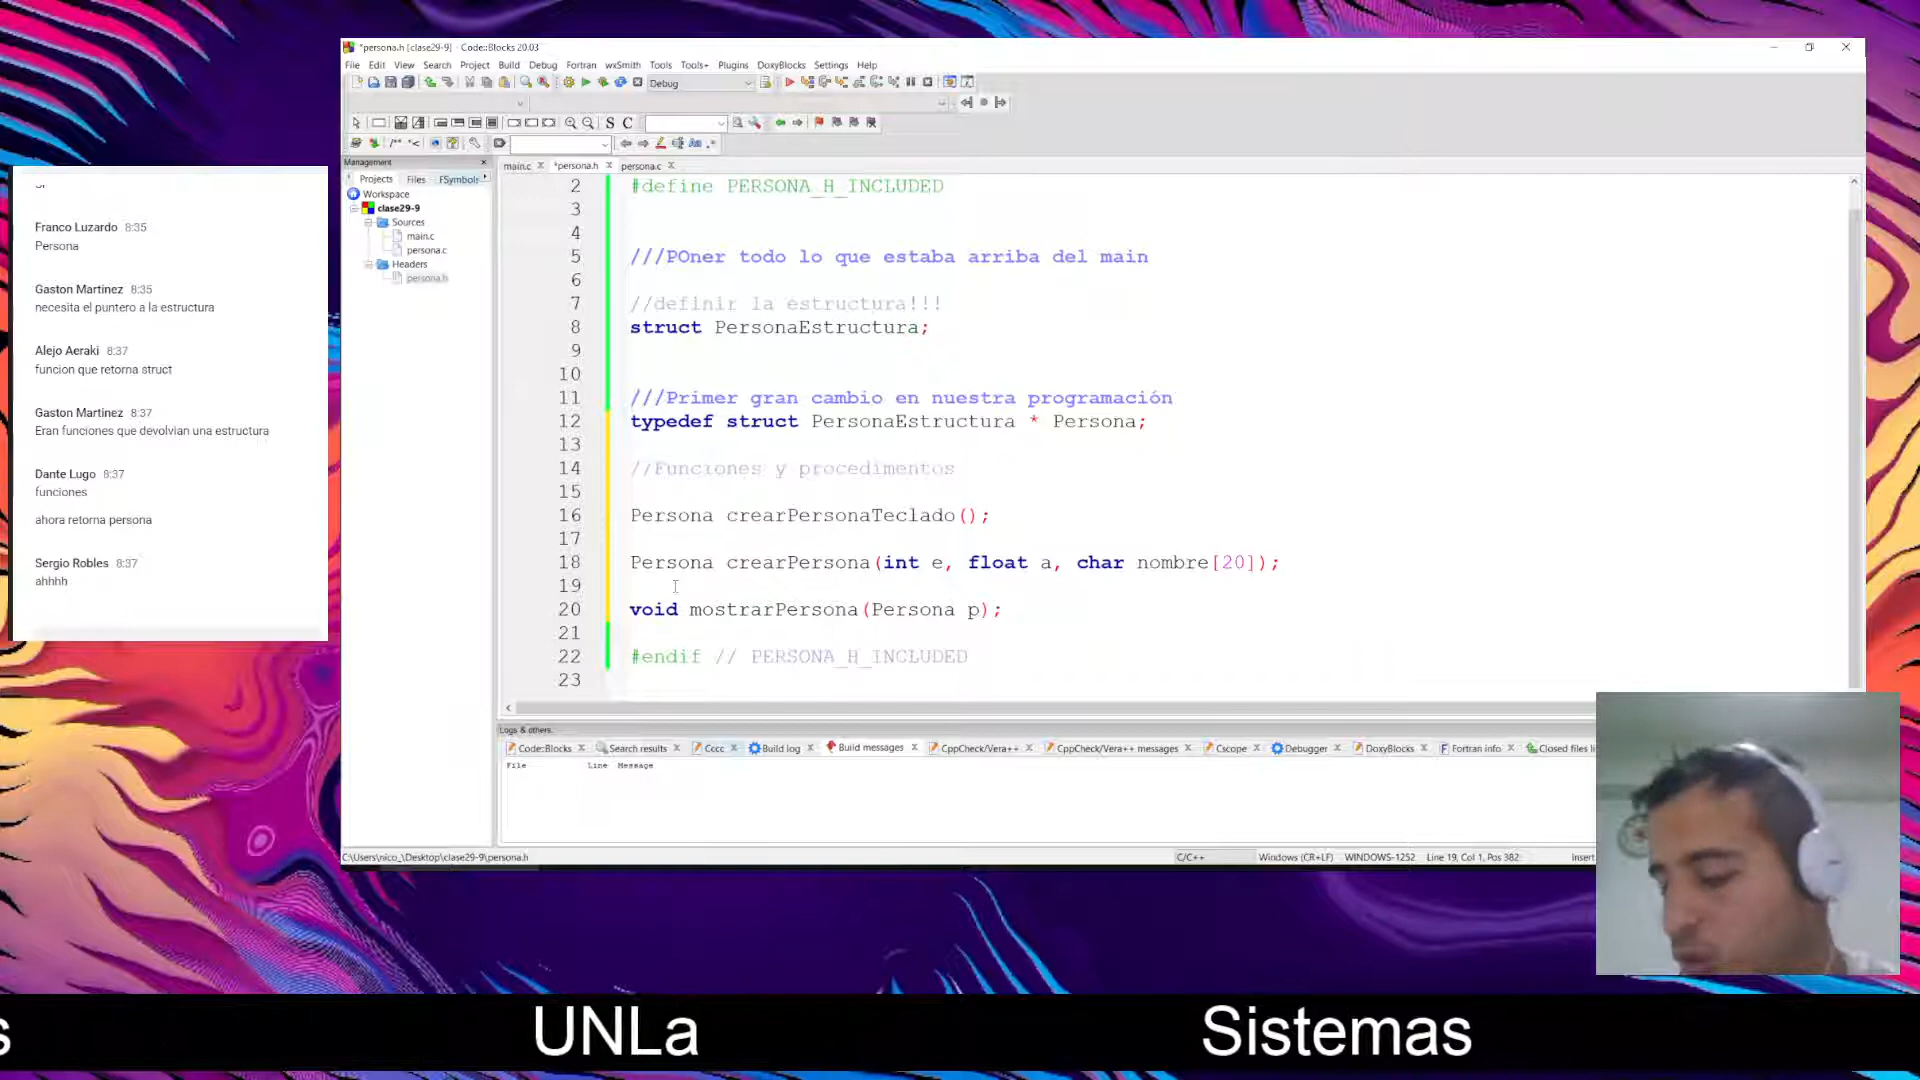 *persona.h [clase29-9] - Code::Blocks 20.03
File Edit View Search Project Build Debug Fortran wxSmith Tools Tools+ Plugins DoxyBlocks Settings Help
Debug
S C
Management
main.c *persona.h persona.c
Projects Files FSymbols
Workspace
clase29-9
Sources
main.c
persona.c
Headers
persona.h
Franco Luzardo 8:35
Persona
Gaston Martinez 8:35
necesita el puntero a la estructura
Alejo Aeraki 8:37
funcion que retorna struct
Gaston Martinez 8:37
Eran funciones que devolvian una estructura
Dante Lugo 8:37
funciones
ahora retorna persona
Sergio Robles 8:37
ahhhh
2 #define PERSONA_H_INCLUDED
3
4
5 ///POner todo lo que estaba arriba del main
6
7 //definir la estructura!!!
8 struct PersonaEstructura;
9
10
11 ///Primer gran cambio en nuestra programación
12 typedef struct PersonaEstructura * Persona;
13
14 //Funciones y procedimentos
15
16 Persona crearPersonaTeclado();
17
18 Persona crearPersona(int e, float a, char nombre[20]);
19
20 void mostrarPersona(Persona p);
21
22 #endif // PERSONA_H_INCLUDED
23
Logs & others
Code::Blocks Search results Cccc Build log Build messages CppCheck/Vera++ CppCheck/Vera++ messages Cscope Debugger DoxyBlocks Fortran info Closed files li
File Line Message
C:\Users\nico_\Desktop\clase29-9\persona.h C/C++ Windows (CR+LF) WINDOWS-1252 Line 19, Col 1, Pos 382 Insert
s UNLa Sistemas